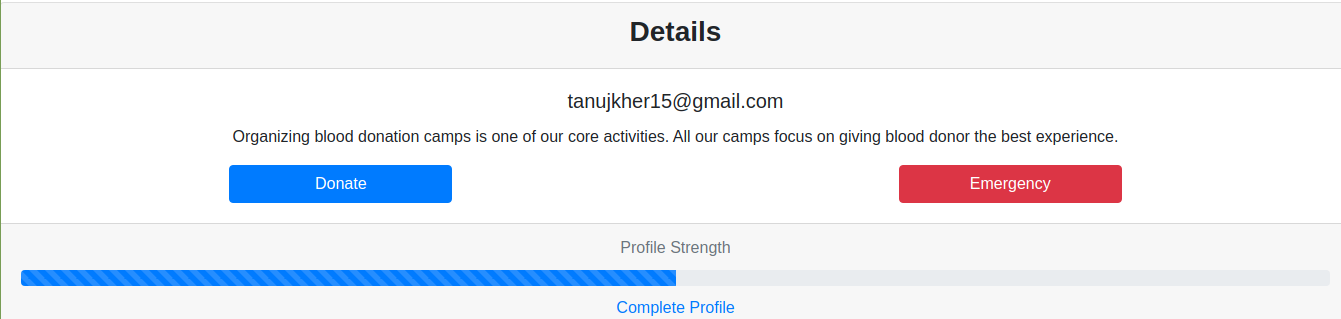 Details
tanujkher15@gmail.com
Organizing blood donation camps is one of our core activities. All our camps focus on giving blood donor the best experience.
Donate
Emergency
Profile Strength
Complete Profile